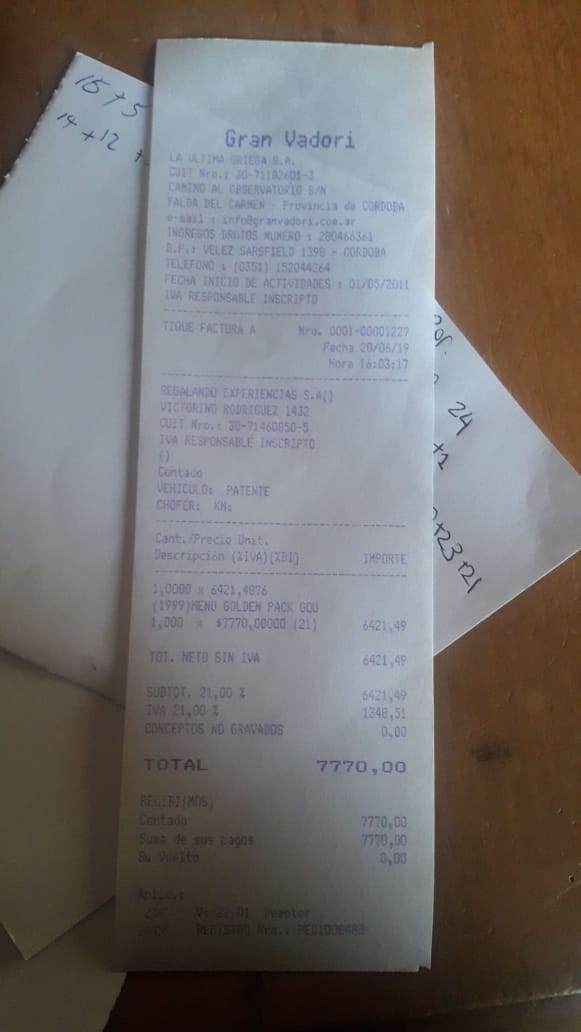 15 + 5
14 + 12 +
Gran Vadori
LA ULTIMA GRIEGA S.A.
CUIT Nro.: 30-71182601-3
CAMINO AL OBSERVATORIO S/N
FALDA DEL CARMEN - Provincia de CORDOBA
e-mail : info@granvadori.com.ar
INGRESOS BRUTOS NUMERO : 280466361
D.F.: VELEZ SARSFIELD 1398 - CORDOBA
TELEFONO : (0351) 152044264
FECHA INICIO DE ACTIVIDADES : 01/05/2011
IVA RESPONSABLE INSCRIPTO
TIQUE FACTURA A Nro. 0001-00001227
Fecha 20/06/19
Hora 16:03:17
REGALANDO EXPERIENCIAS S.A()
VICTORINO RODRIGUEZ 1432
CUIT Nro.: 30-71460850-5
IVA RESPONSABLE INSCRIPTO
()
Contado
VEHICULO: PATENTE
CHOFER: KM:
Cant./Precio Unit.
Descripción (%IVA)[%BI] IMPORTE
1,0000 x 6421,4876
(1999)MENU GOLDEN PACK GOU
1,000 x $7770,00000 (21) 6421,49
TOT. NETO SIN IVA 6421,49
SUBTOT. 21,00 % 6421,49
IVA 21,00 % 1348,51
CONCEPTOS NO GRAVADOS 0,00
TOTAL 7770,00
RECIBI(MOS)
Contado 7770,00
Suma de sus pagos 7770,00
Su Vuelto 0,00
Aplic.:
V: 22.01 Demeter
REGISTRO Nro.:
24
+23+21